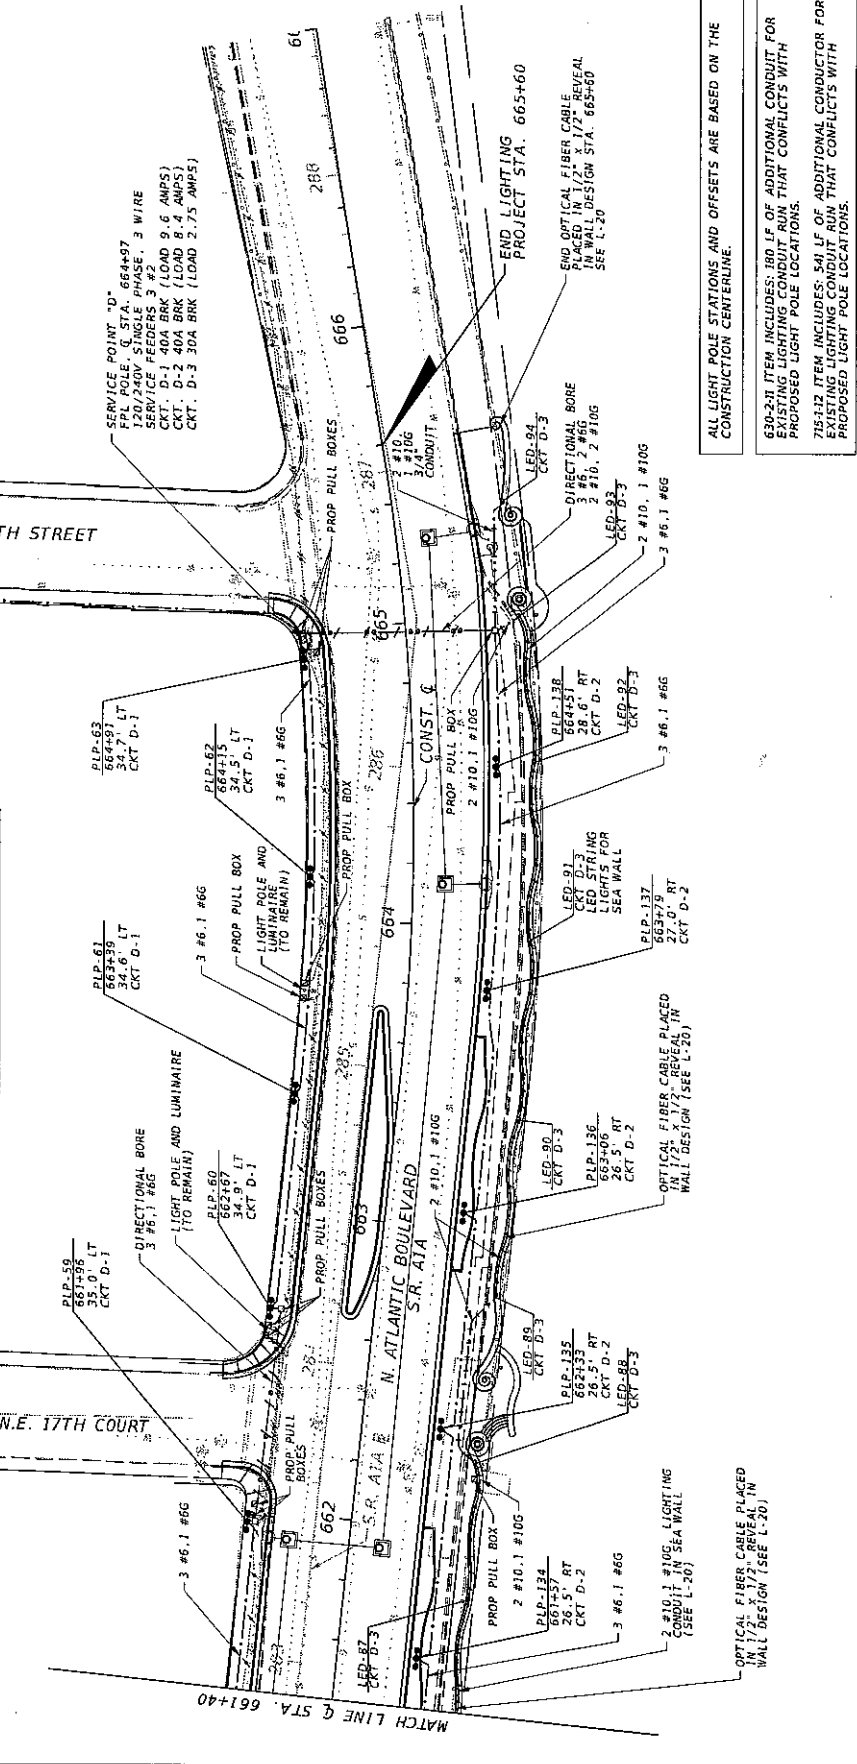 SERVICE POINT "D"
FPL POLE, ℄ STA. 664+97
120/240V SINGLE PHASE, 3 WIRE
SERVICE FEEDERS 3 #2
CKT. D-1 40A BRK (LOAD 9.6 AMPS)
CKT. D-2 40A BRK (LOAD 8.4 AMPS)
CKT. D-3 30A BRK (LOAD 2.75 AMPS)
PLP-59
661+96
35.0' LT
CKT D-1
DIRECTIONAL BORE
3 #6,1 #6G
LIGHT POLE AND LUMINAIRE
(TO REMAIN)
PLP-60
662+67
34.9' LT
CKT D-1
PLP-61
663+39
34.6' LT
CKT D-1
3 #6,1 #6G
PROP PULL BOX
LIGHT POLE AND
LUMINAIRE
(TO REMAIN)
PLP-62
664+15
34.5' LT
CKT D-1
PLP-63
664+91
34.7' LT
CKT D-1
3 #6,1 #6G
PROP PULL BOXES
PROP PULL BOX
PROP PULL BOXES
PROP PULL
BOXES
3 #6,1 #6G
N.E. 17TH COURT
TH STREET
MATCH LINE ℄ STA. 661+40
662
663
664
665
666
285
286
287
288
S.R. A1A
N. ATLANTIC BOULEVARD
S.R. A1A
CONST. ℄
END LIGHTING
PROJECT STA. 665+60
END OPTICAL FIBER CABLE
PLACED IN 1/2" X 1/2" REVEAL
IN WALL DESIGN STA. 665+60
SEE L-20
2 #10,
1 #10G
3/4"
CONDUIT
LED-94
CKT D-3
DIRECTIONAL BORE
3 #6, 2 #6G
2 #10, 2 #10G
LED-93
CKT D-3
2 #10, 1 #10G
3 #6,1 #6G
PROP PULL BOX
2 #10,1 #10G
PLP-138
664+51
28.6' RT
CKT D-2
LED-92
CKT D-3
3 #6,1 #6G
LED-91
CKT D-3
LED STRING
LIGHTS FOR
SEA WALL
PLP-137
663+79
27.0' RT
CKT D-2
OPTICAL FIBER CABLE PLACED
IN 1/2" X 1/2" REVEAL IN
WALL DESIGN (SEE L-20)
LED-90
CKT D-3
PLP-136
663+06
26.5' RT
CKT D-2
2 #10,1 #10G
LED-89
CKT D-3
PLP-135
662+33
26.5' RT
CKT D-2
LED-88
CKT D-3
PROP PULL BOX
2 #10,1 #10G
PLP-134
661+57
26.5' RT
CKT D-2
LED-87
CKT D-3
3 #6,1 #6G
2 #10,1 #10G, LIGHTING
CONDUIT IN SEA WALL
(SEE L-20)
OPTICAL FIBER CABLE PLACED
IN 1/2" X 1/2" REVEAL IN
WALL DESIGN (SEE L-20)
ALL LIGHT POLE STATIONS AND OFFSETS ARE BASED ON THE
CONSTRUCTION CENTERLINE.
630-2-11 ITEM INCLUDES: 180 LF OF ADDITIONAL CONDUIT FOR
EXISTING LIGHTING CONDUIT RUN THAT CONFLICTS WITH
PROPOSED LIGHT POLE LOCATIONS.
715-1-12 ITEM INCLUDES: 541 LF OF ADDITIONAL CONDUCTOR FOR
EXISTING LIGHTING CONDUIT RUN THAT CONFLICTS WITH
PROPOSED LIGHT POLE LOCATIONS.